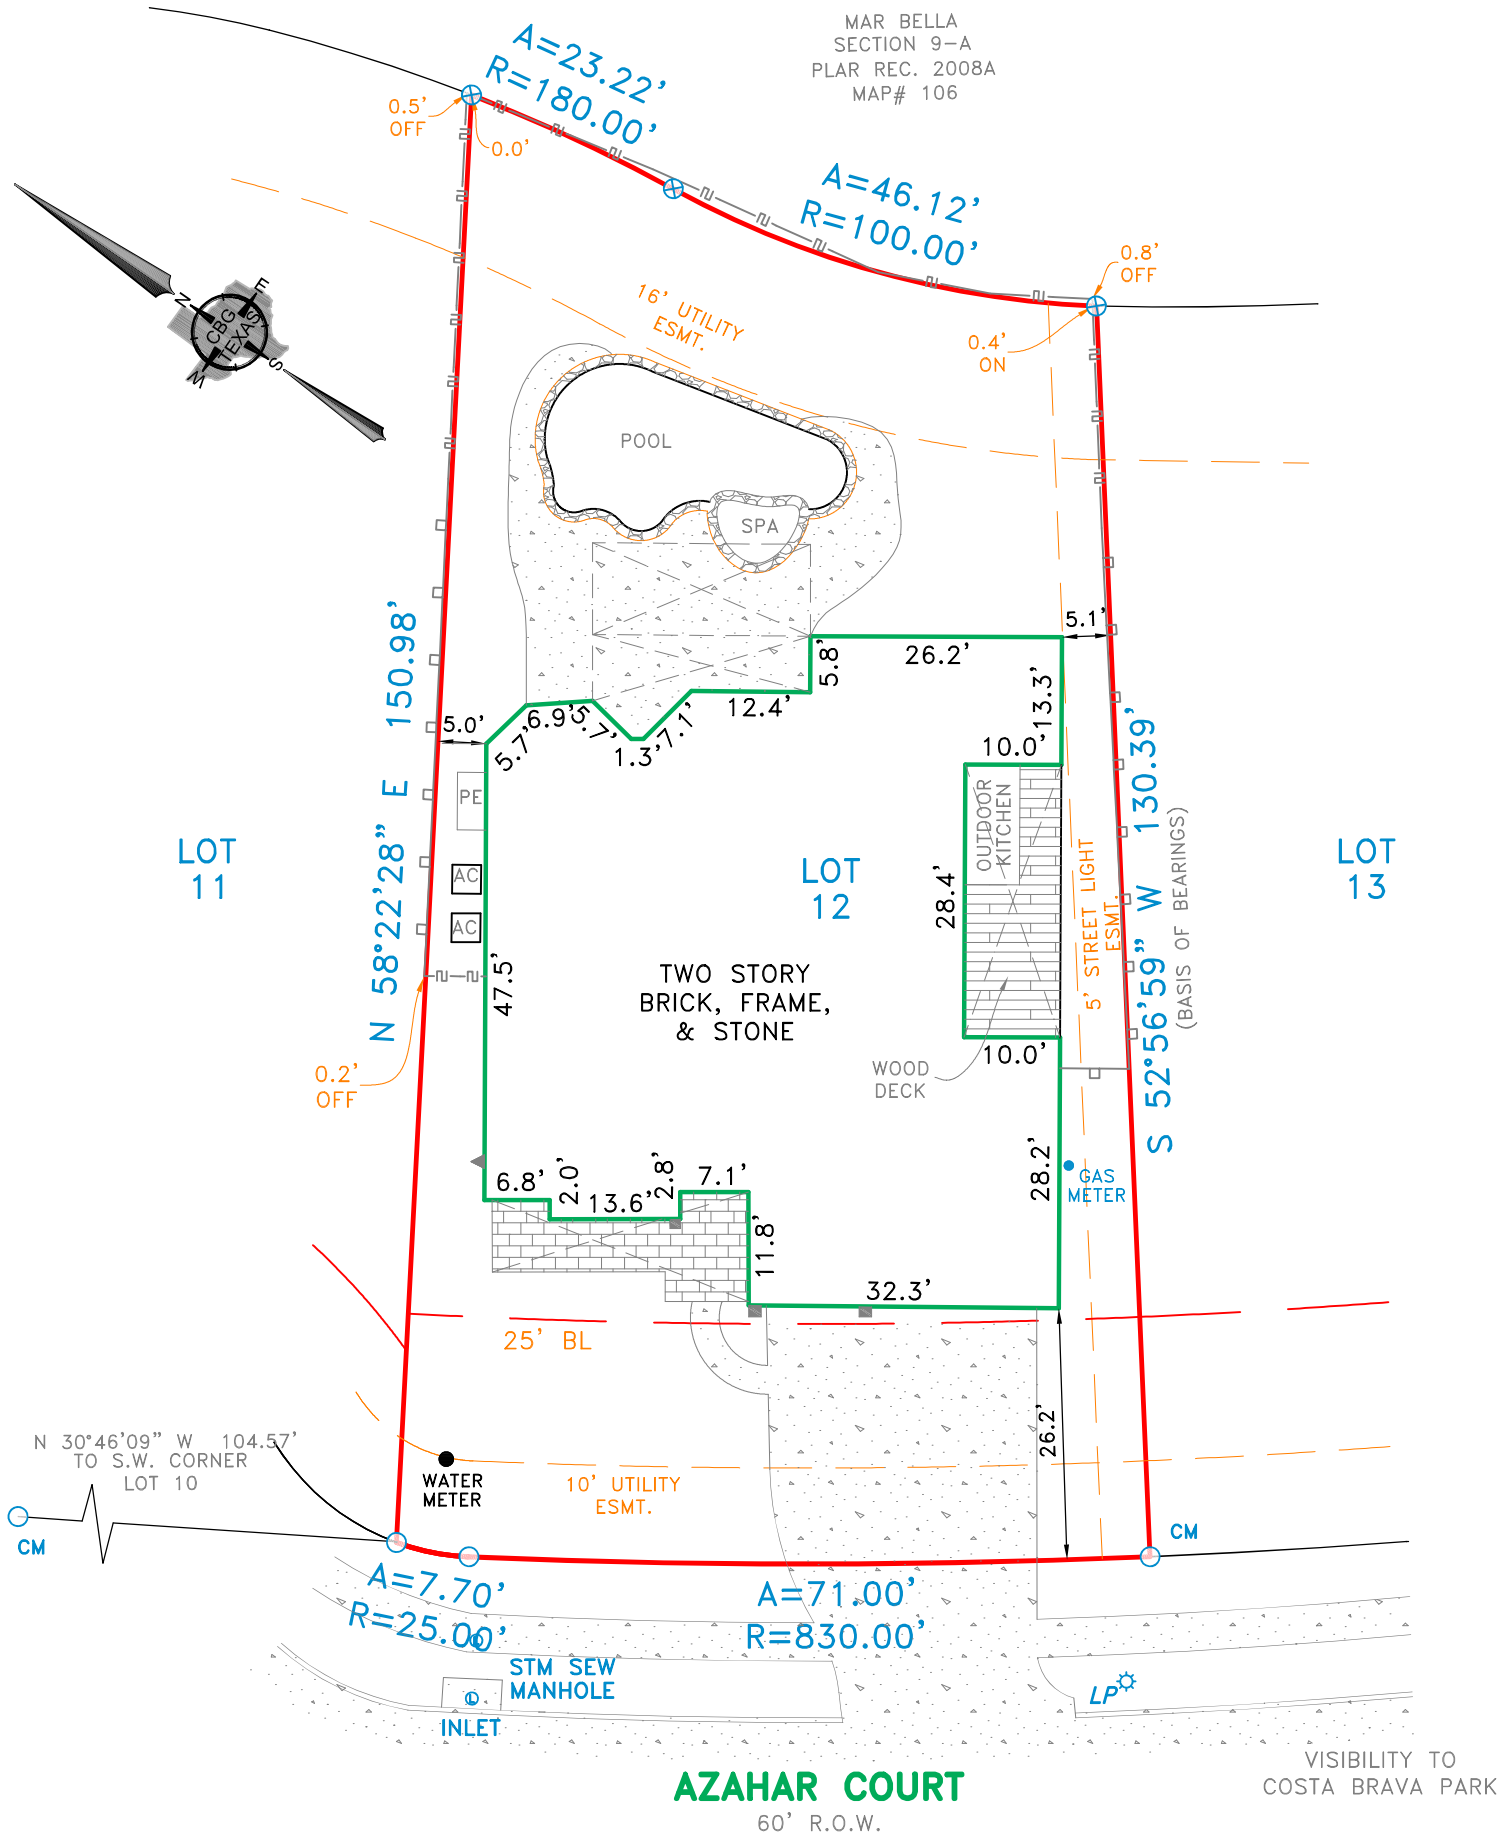 MAR BELLA
SECTION 9-A
PLAR REC. 2008A
MAP# 106
A=23.22'
R=180.00'
0.5'
OFF
0.0'
A=46.12'
R=100.00'
0.8'
OFF
0.4'
ON
16' UTILITY
ESMT.
N
E
S
W
CBG
TEXAS
POOL
SPA
5.1'
26.2'
5.8'
13.3'
12.4'
7.1'
1.3'
5.7'
6.9'
5.7'
5.0'
10.0'
N 58°22'28" E 150.98'
S 52°56'59" W 130.39'
(BASIS OF BEARINGS)
PE
AC
AC
OUTDOOR
KITCHEN
LOT
11
LOT
12
LOT
13
28.4'
5' STREET LIGHT
ESMT.
47.5'
TWO STORY
BRICK, FRAME,
& STONE
WOOD
DECK
10.0'
0.2'
OFF
28.2'
GAS
METER
6.8'
2.0'
13.6'
2.8'
7.1'
11.8'
32.3'
25' BL
26.2'
N 30°46'09" W 104.57'
TO S.W. CORNER
LOT 10
WATER
METER
10' UTILITY
ESMT.
CM
CM
A=7.70'
R=25.00'
A=71.00'
R=830.00'
D
STM SEW
MANHOLE
INLET
LP
AZAHAR COURT
60' R.O.W.
VISIBILITY TO
COSTA BRAVA PARK